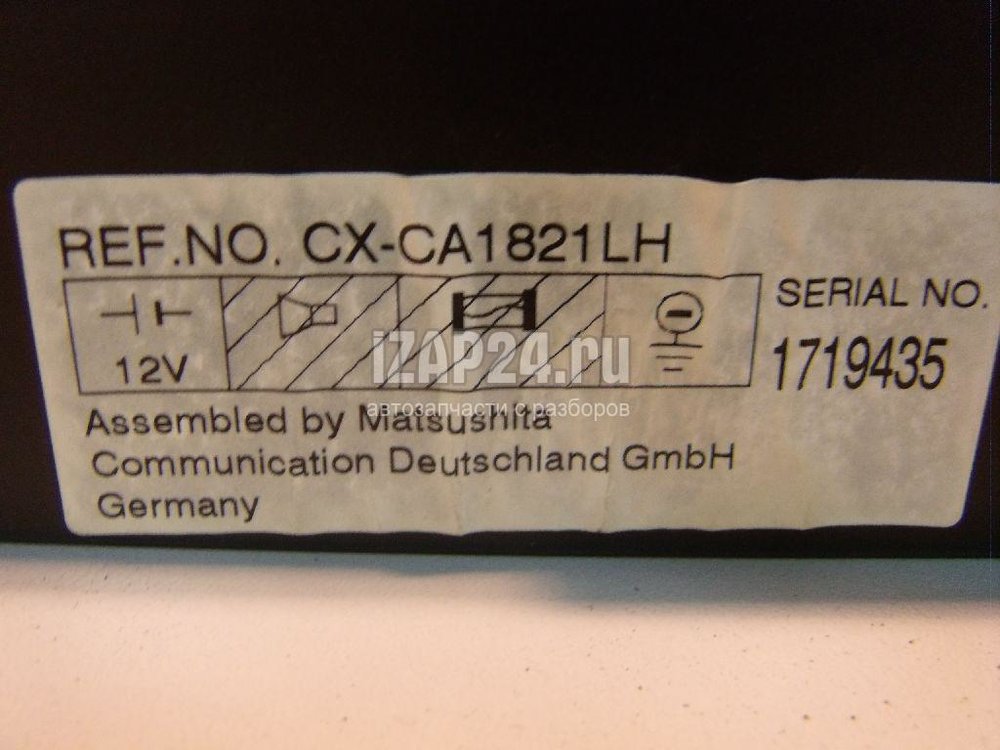 REF.NO. CX-CA1821LH
SERIAL NO.
12V
1719435
iZAP24.ru
автозапчасти с разборов
Assembled by Matsushita
Communication Deutschland GmbH
Germany